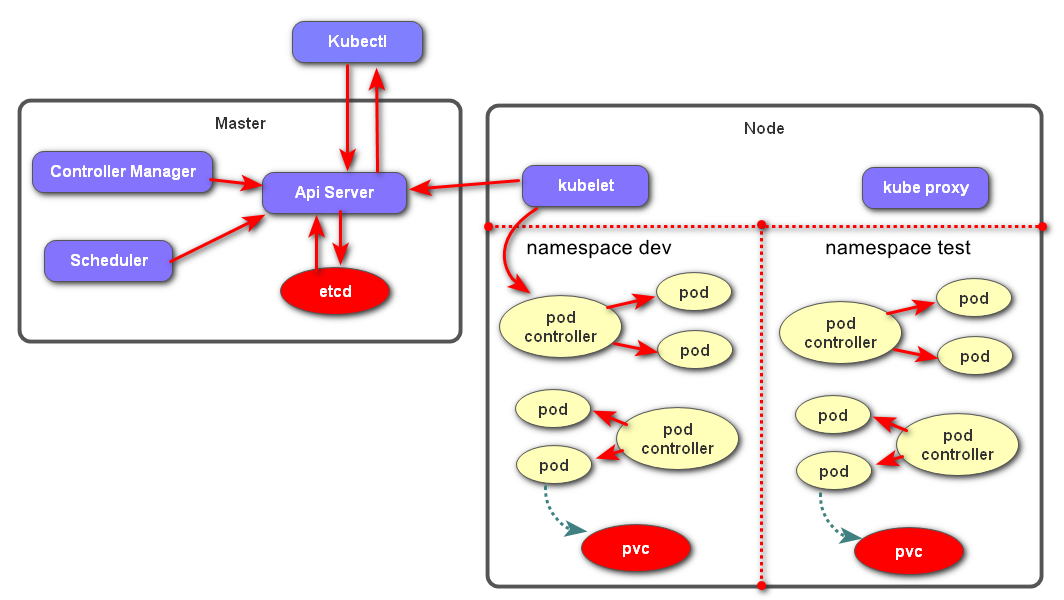 Kubectl
Master
Controller Manager
Api Server
Scheduler
etcd
Node
kubelet
kube proxy
namespace dev
namespace test
pod
controller
pod
pod
pod
pod
pod
controller
pvc
pod
controller
pod
pod
pod
pod
pod
controller
pvc